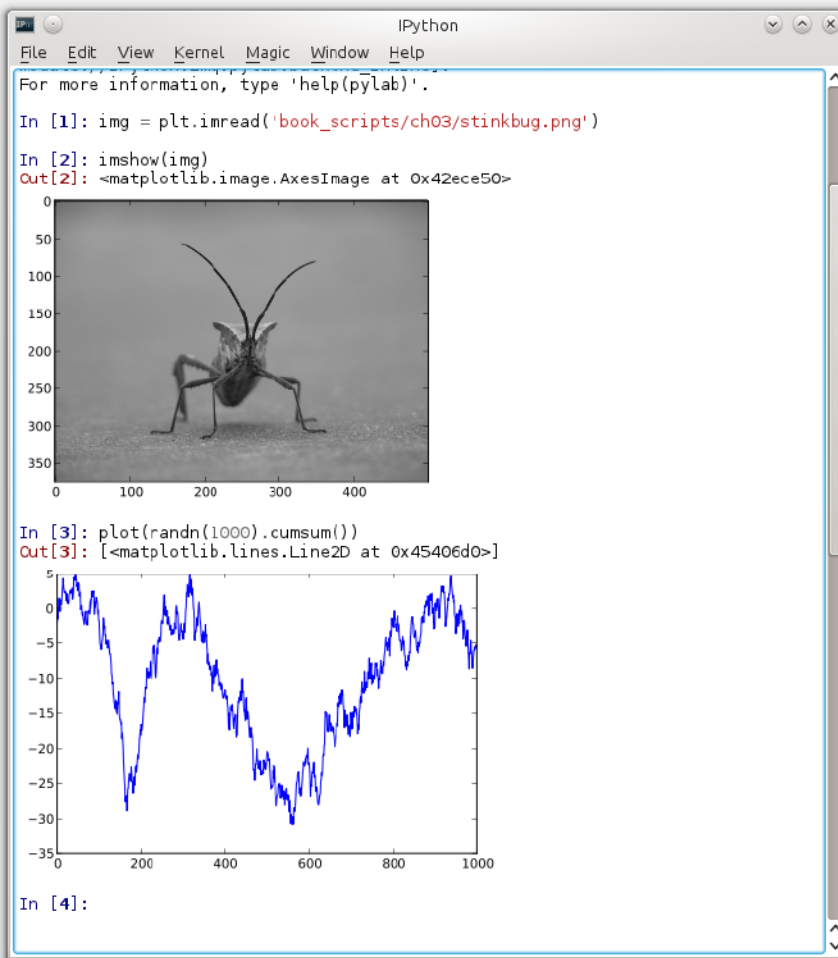 IPython
File Edit View Kernel Magic Window Help
For more information, type 'help(pylab)'.
In [1]: img = plt.imread('book_scripts/ch03/stinkbug.png')
In [2]: imshow(img)
Out[2]: <matplotlib.image.AxesImage at 0x42ece50>
0
50
100
150
200
250
300
350
0 100 200 300 400
In [3]: plot(randn(1000).cumsum())
Out[3]: [<matplotlib.lines.Line2D at 0x45406d0>]
5
0
−5
−10
−15
−20
−25
−30
−35
0 200 400 600 800 1000
In [4]: